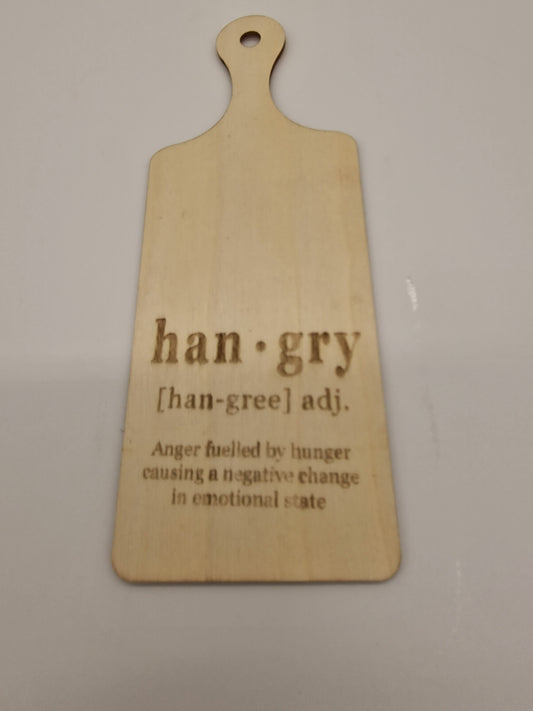 han·gry
[han-gree] adj.
Anger fuelled by hunger
causing a negative change
in emotional state